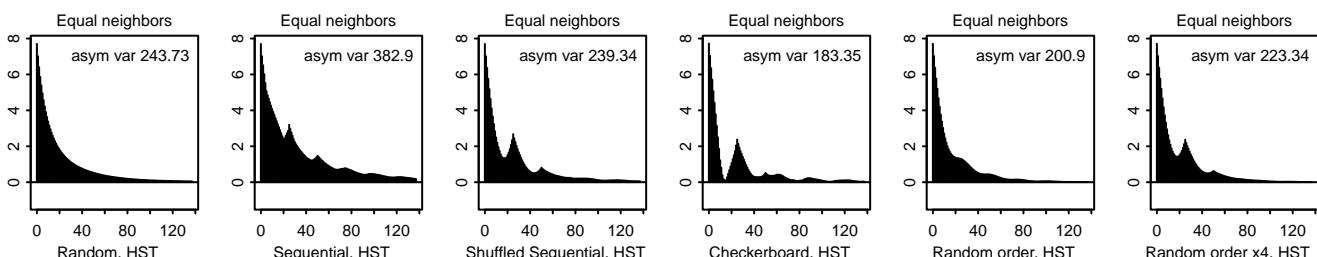 Equal neighbors Equal neighbors Equal neighbors Equal neighbors Equal neighbors Equal neighbors
8 asym var 243.73 asym var 382.9 8 asym var 239.34 8 asym var 183.35 8 asym var 200.9 8 asym var 223.34 8
6 6 6 6 6 6
4 4 4 4 4 4
2 2 2 2 2 2
0 0 0 0 0 0
0 40 80 120 0 40 80 120 0 40 80 120 0 40 80 120 0 40 80 120 0 40 80 120
Random, HST Sequential, HST Shuffled Sequential, HST Checkerboard, HST Random order, HST Random order x4, HST